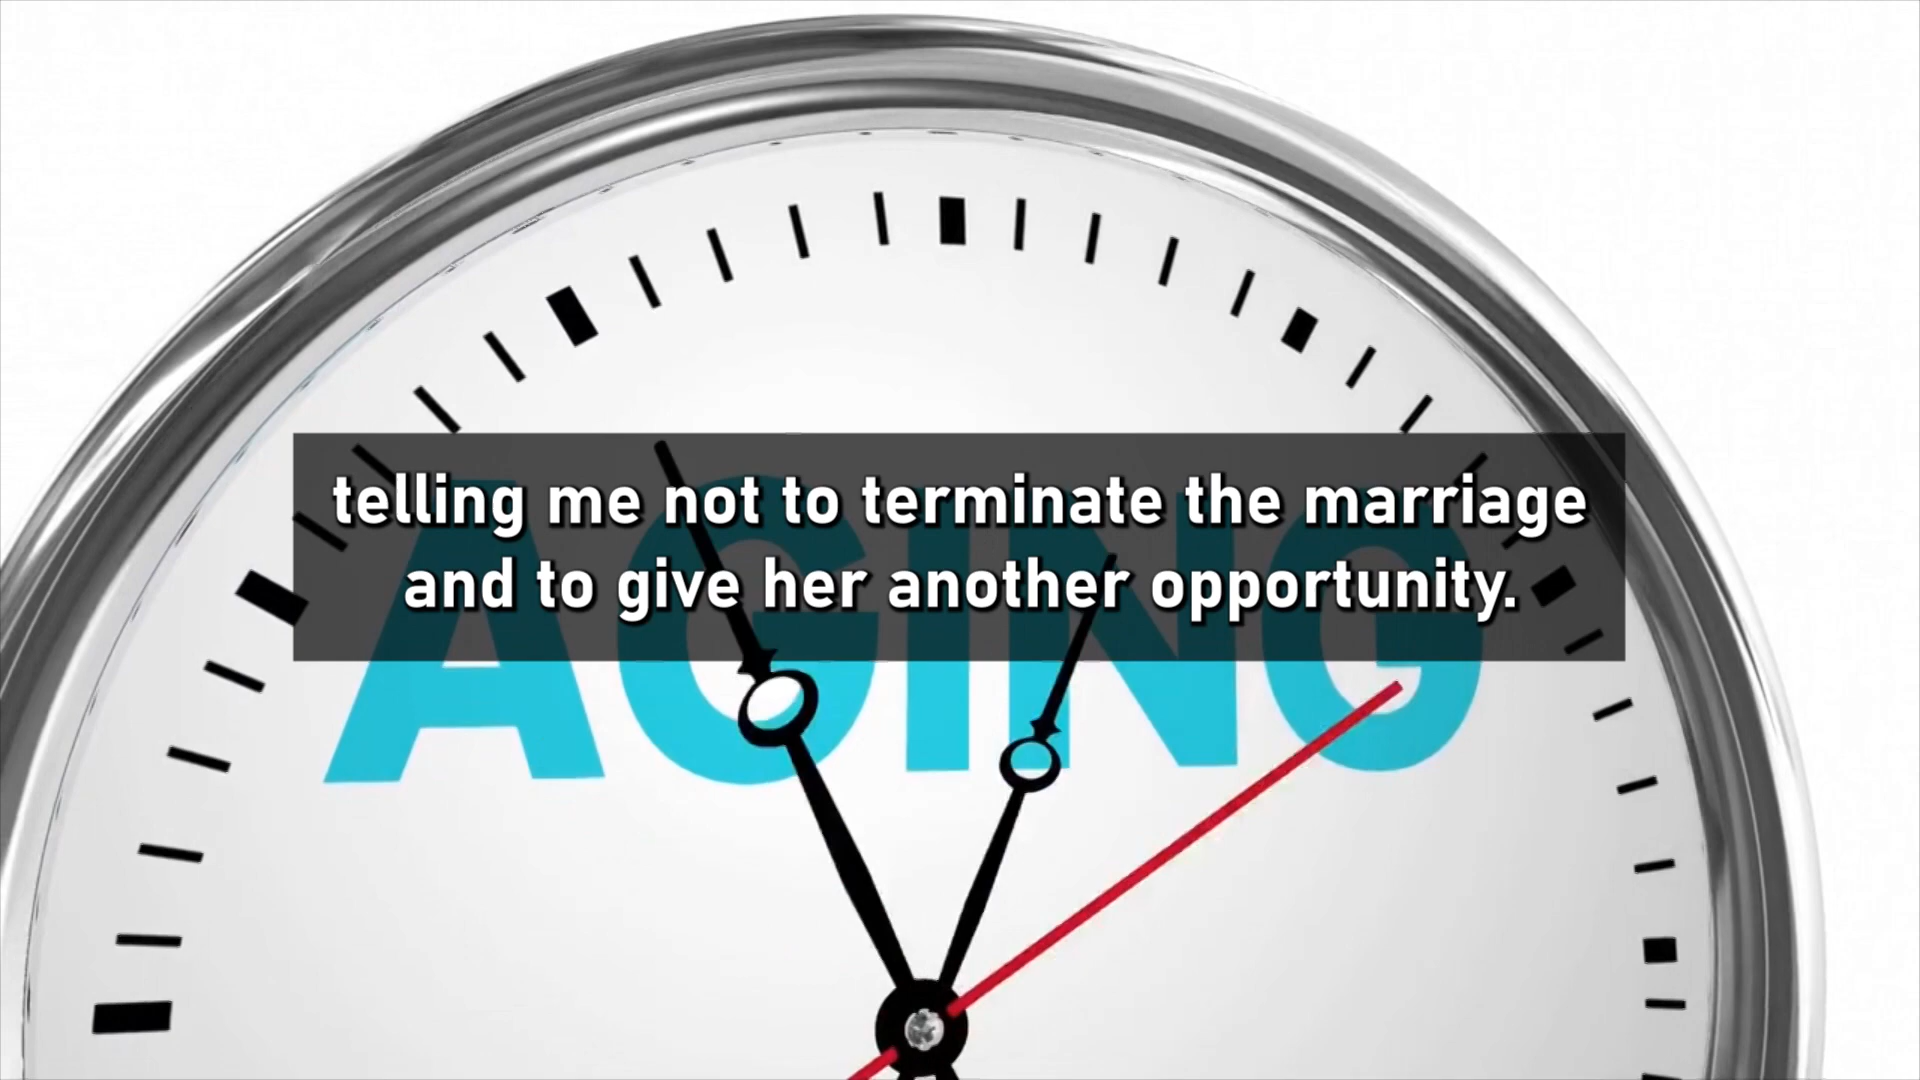 telling me not to terminate the marriage
and to give her another opportunity.
AGING